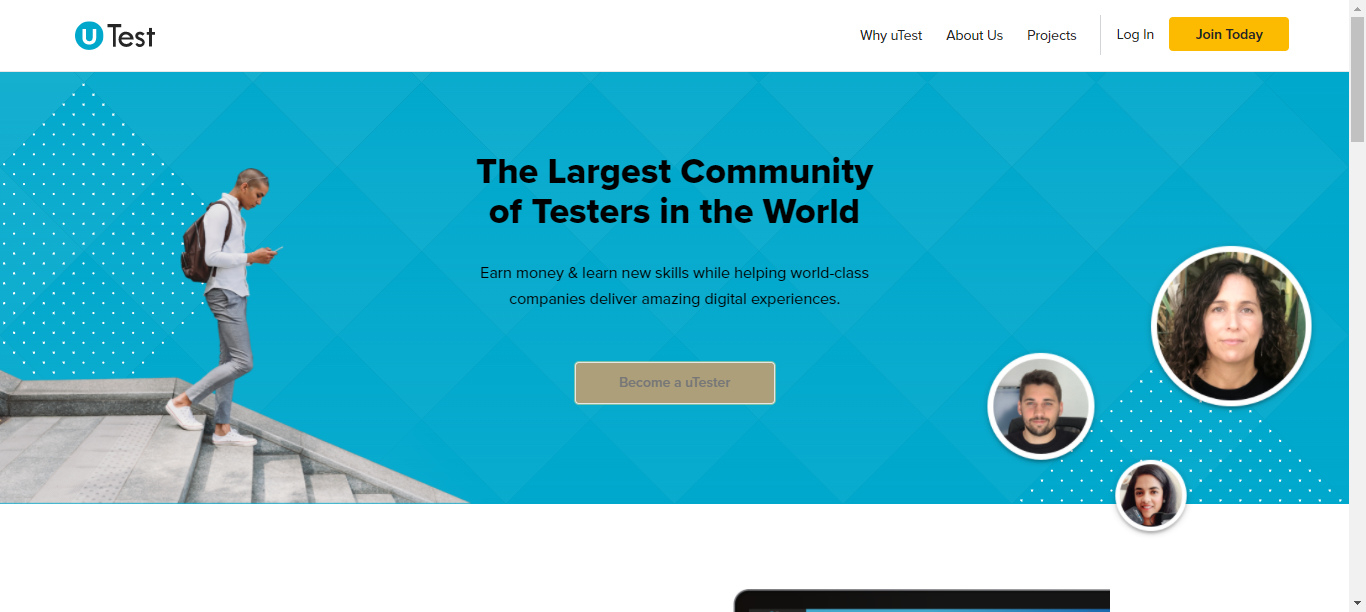 uTest
Why uTest
About Us
Projects
Log In
Join Today
The Largest Community
of Testers in the World
Earn money & learn new skills while helping world-class
companies deliver amazing digital experiences.
Become a uTester